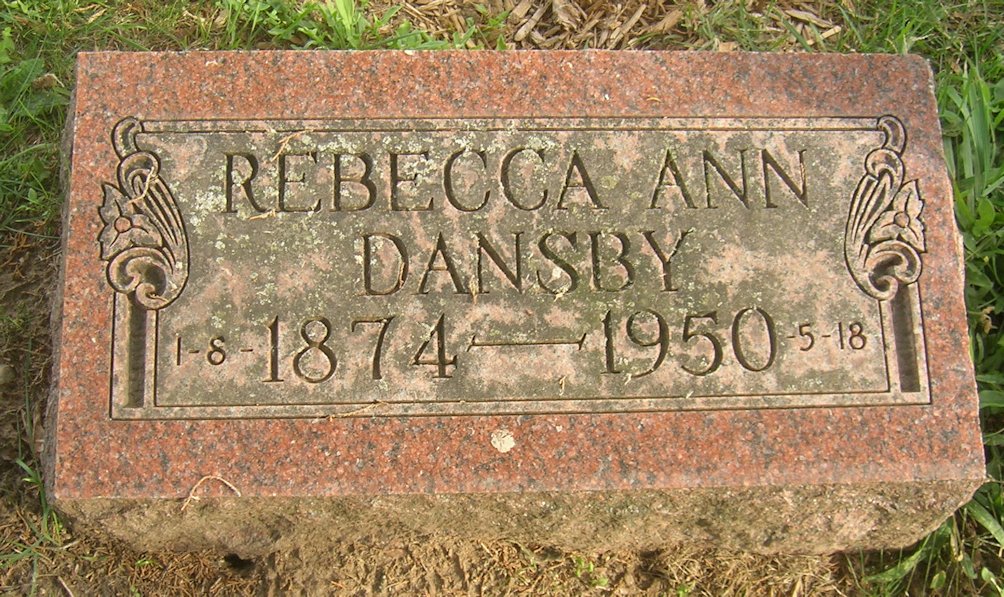 REBECCA ANN
DANSBY
1-8-1874 — 1950-5-18